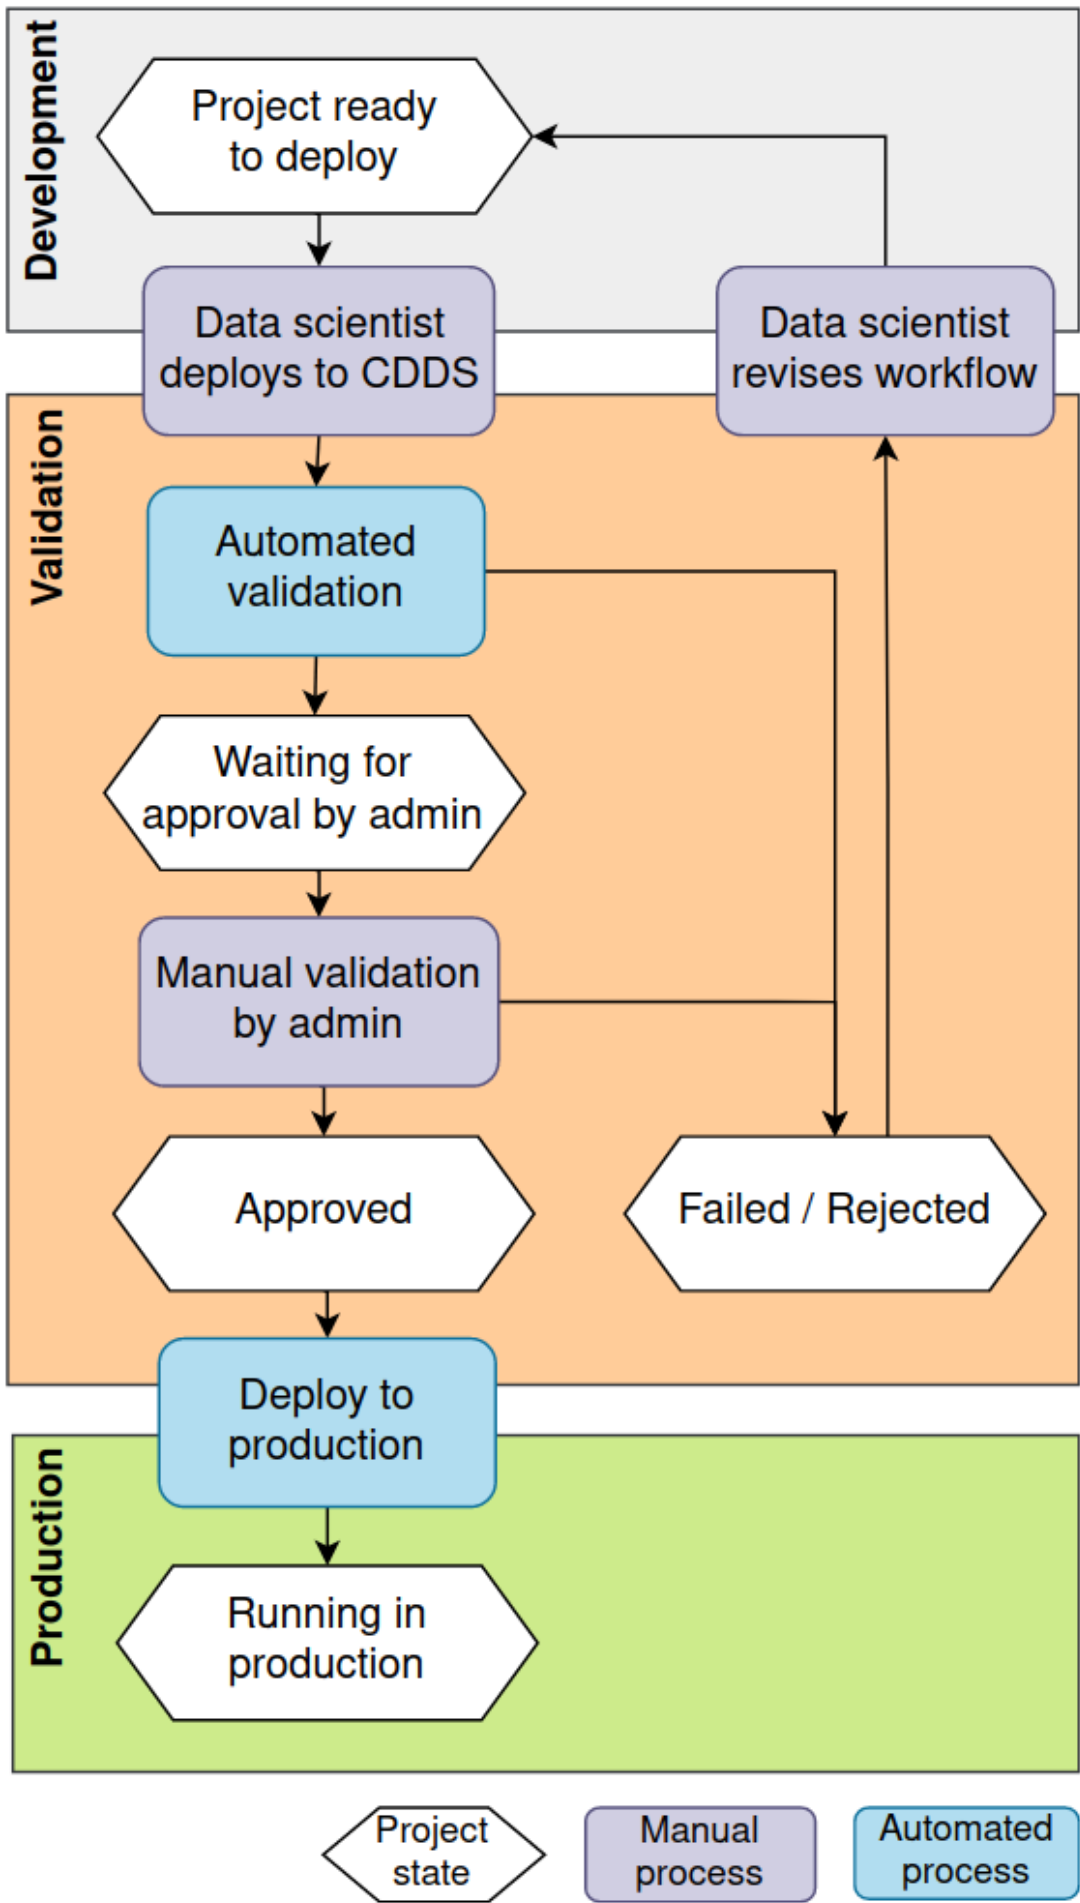 Development
Project ready
to deploy
Data scientist
deploys to CDDS
Data scientist
revises workflow
Validation
Automated
validation
Waiting for
approval by admin
Manual validation
by admin
Approved
Failed / Rejected
Deploy to
production
Production
Running in
production
Project
state
Manual
process
Automated
process